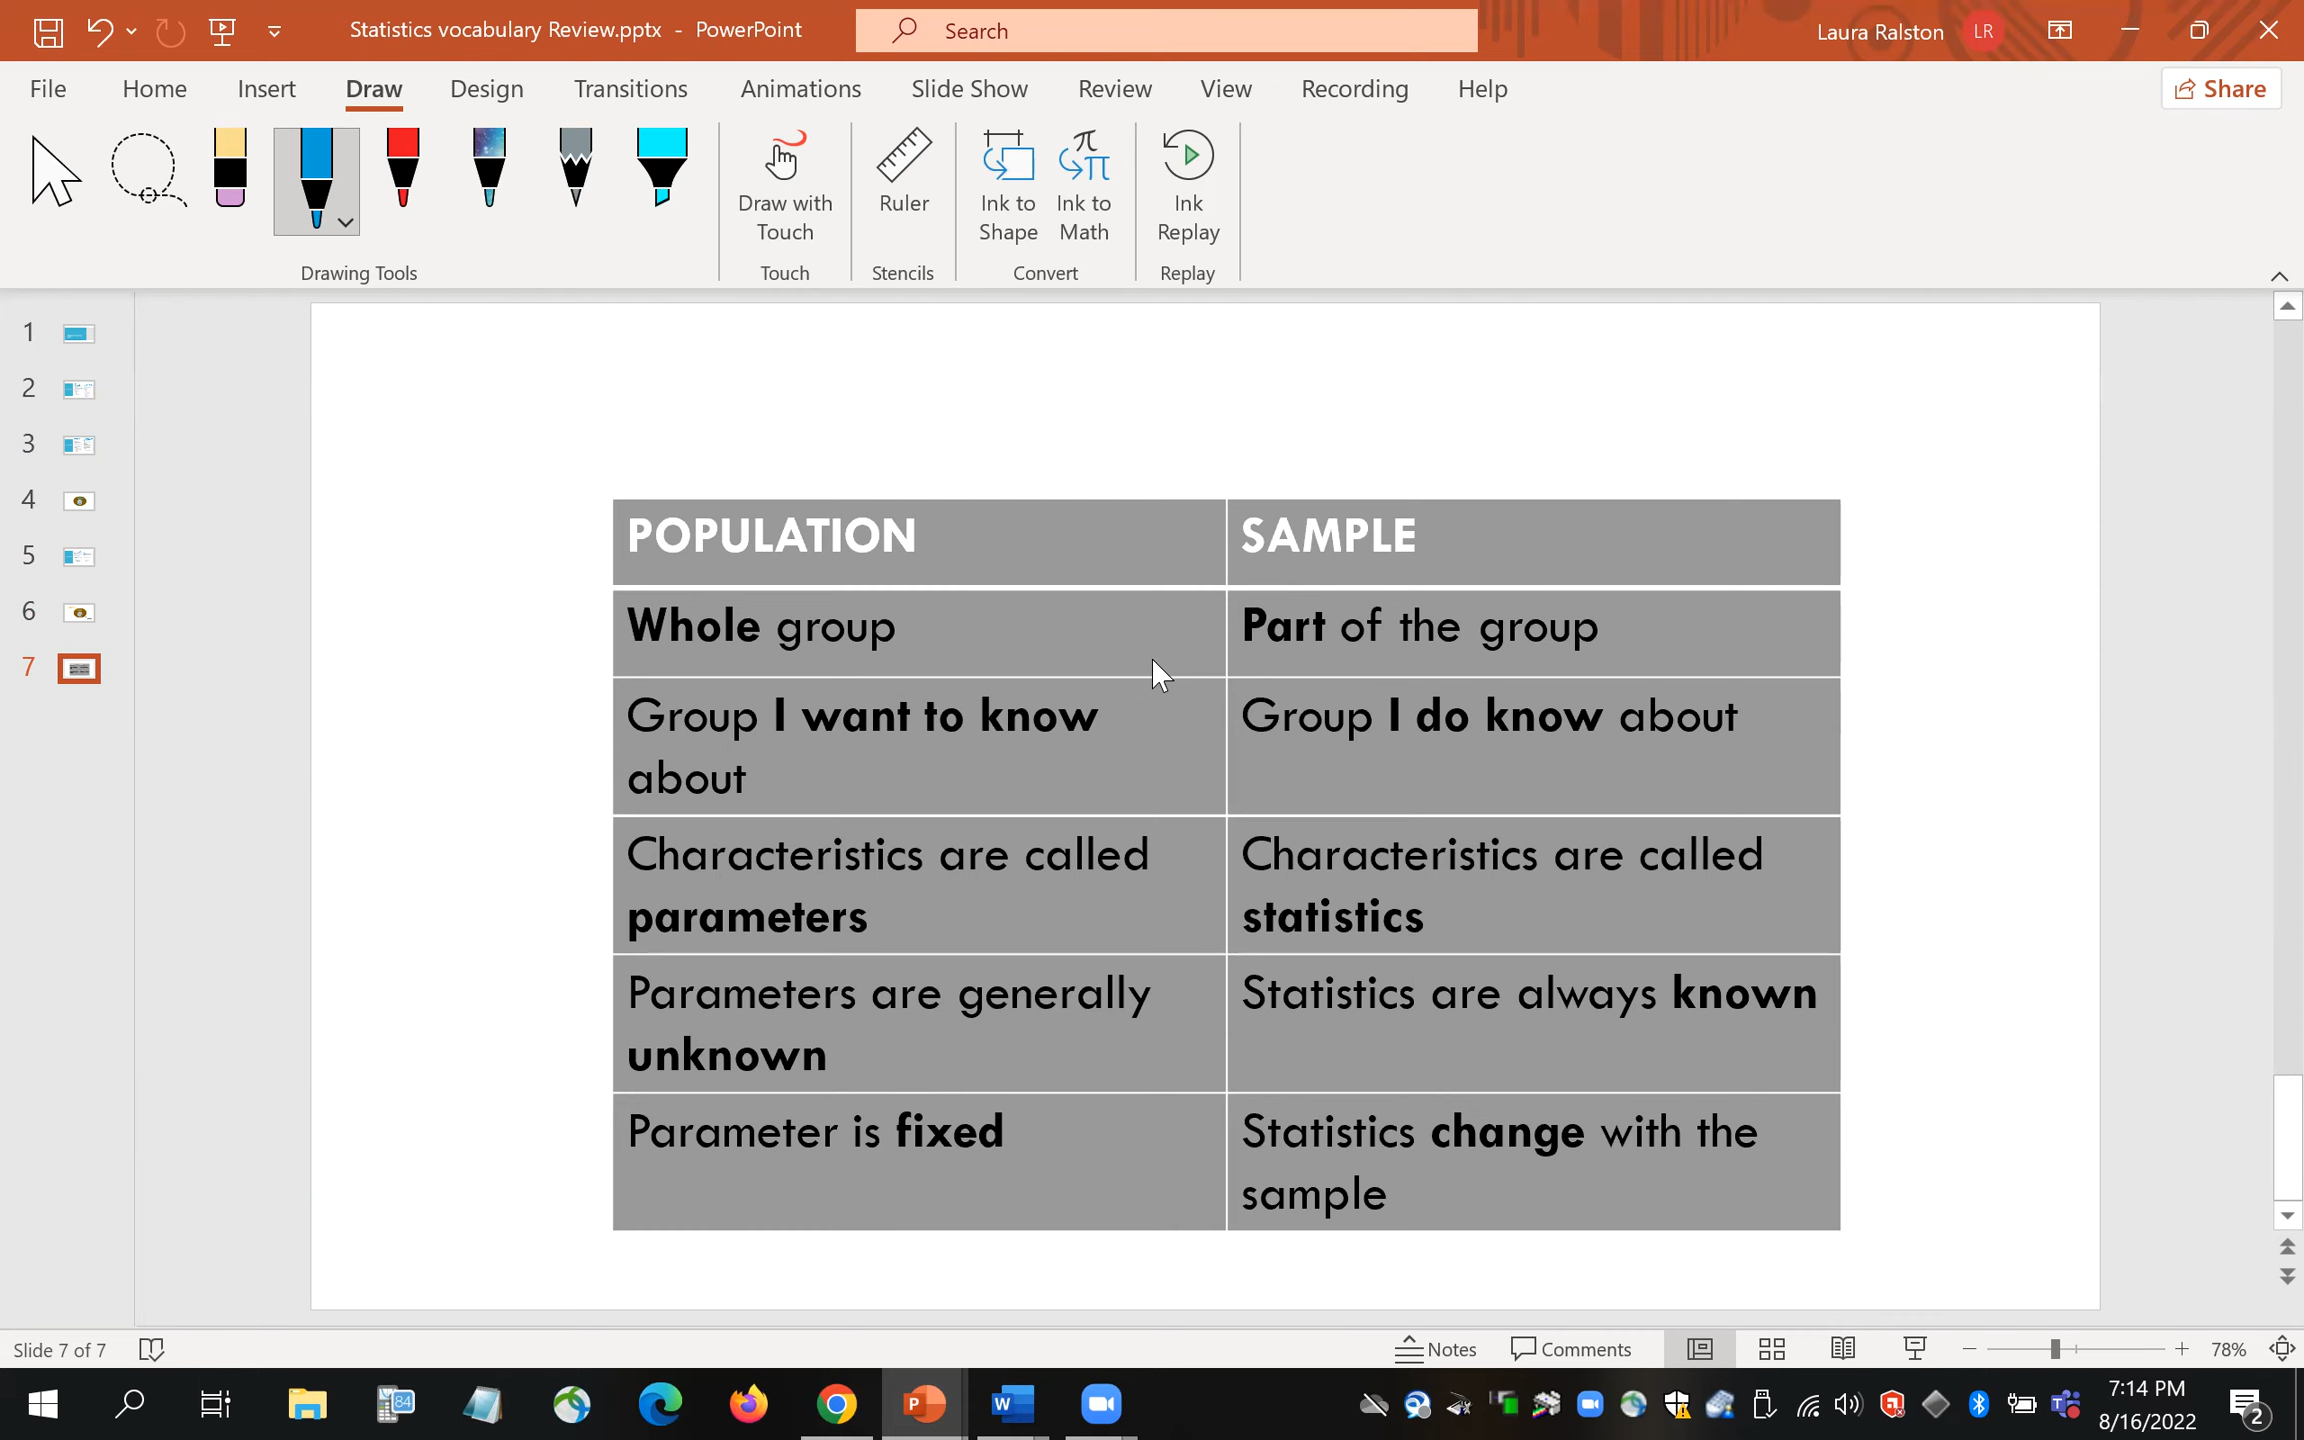 Statistics vocabulary Review.pptx - PowerPoint
Search
Laura Ralston LR
File Home Insert Draw Design Transitions Animations Slide Show Review View Recording Help
Share
Draw with Touch
Ruler
Ink to Shape
Ink to Math
Ink Replay
Drawing Tools Touch Stencils Convert Replay
1
2
3
4
5
6
7
POPULATION SAMPLE
Whole group
Part of the group
Group I want to know
about
Group I do know about
Characteristics are called
parameters
Characteristics are called
statistics
Parameters are generally
unknown
Statistics are always known
Parameter is fixed
Statistics change with the
sample
Slide 7 of 7
Notes Comments 78%
84
7:14 PM
8/16/2022
2